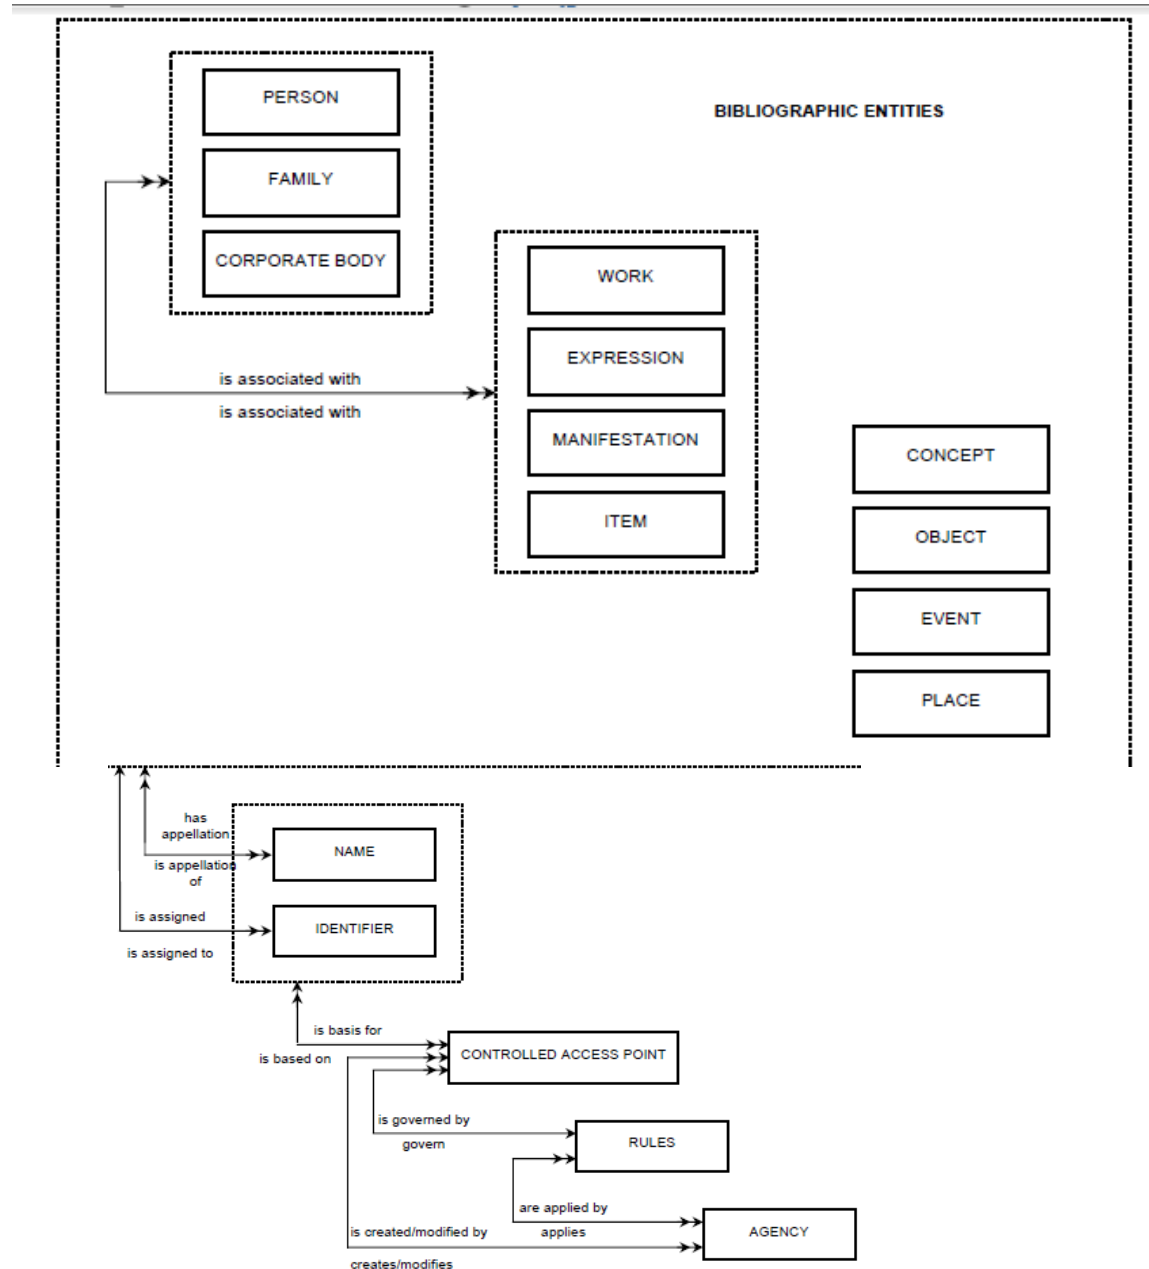 PERSON
BIBLIOGRAPHIC ENTITIES
FAMILY
CORPORATE BODY
WORK
EXPRESSION
is associated with
is associated with
MANIFESTATION
CONCEPT
ITEM
OBJECT
EVENT
PLACE
has
appellation
NAME
is appellation
of
is assigned
IDENTIFIER
is assigned to
is basis for
is based on
CONTROLLED ACCESS POINT
is governed by
govern
RULES
are applied by
applies
is created/modified by
AGENCY
creates/modifies